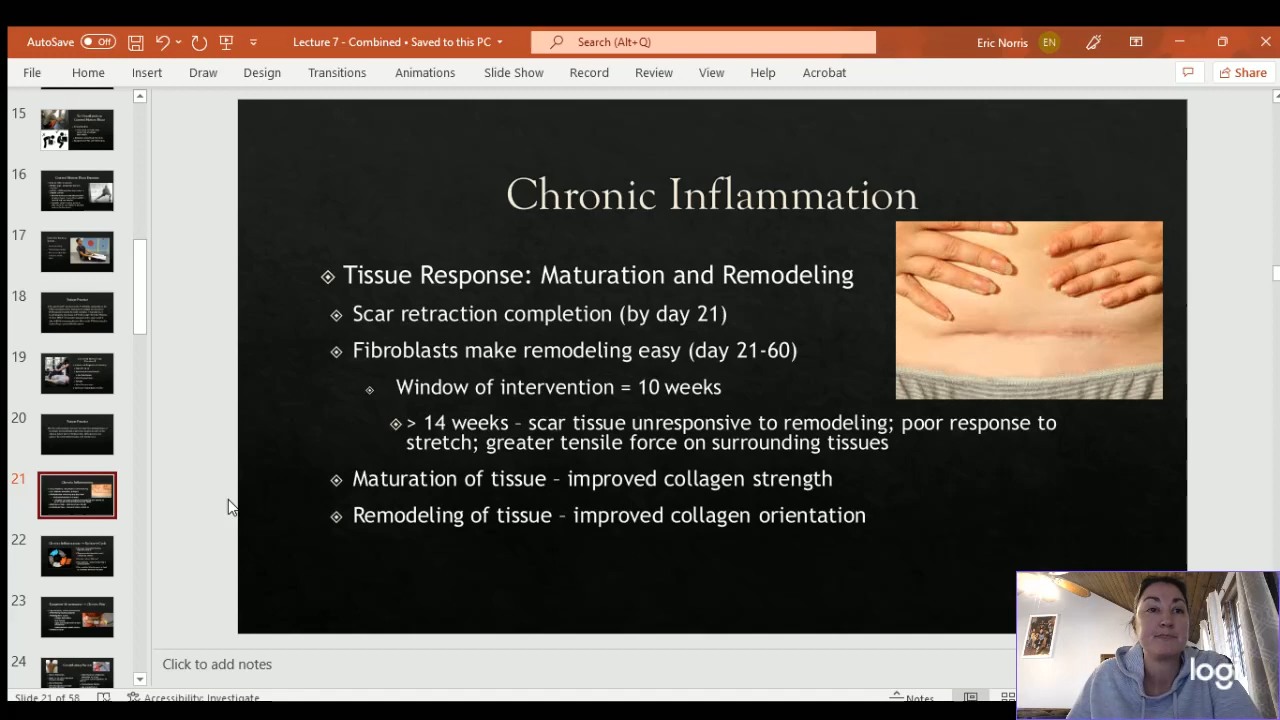 AutoSave Off Lecture 7 - Combined • Saved to this PC Search (Alt+Q) Eric Norris EN
File Home Insert Draw Design Transitions Animations Slide Show Record Review View Help Acrobat Share
15
16
17
18
19
20
21
22
23
24
Chronic Inflammation
Tissue Response: Maturation and Remodeling
Scar retraction completion (by day 21)
Fibroblasts make remodeling easy (day 21-60)
Window of intervention = 10 weeks
> 14 weeks – scar tissue unresponsive to remodeling; poor response to
stretch; greater tensile force on surrounding tissues
Maturation of tissue – improved collagen strength
Remodeling of tissue – improved collagen orientation
Click to add notes
Slide 21 of 58 Accessibility: Investigate Notes
logi